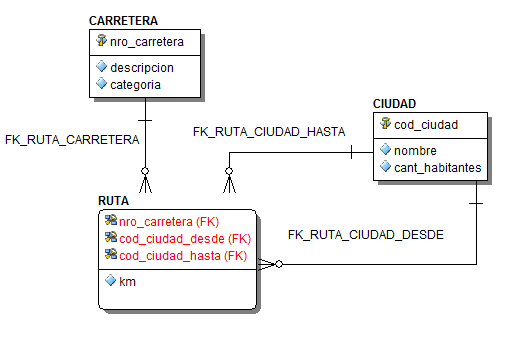 CARRETERA
nro_carretera
descripcion
categoria
FK_RUTA_CARRETERA
FK_RUTA_CIUDAD_HASTA
CIUDAD
cod_ciudad
nombre
cant_habitantes
RUTA
nro_carretera (FK)
cod_ciudad_desde (FK)
cod_ciudad_hasta (FK)
km
FK_RUTA_CIUDAD_DESDE